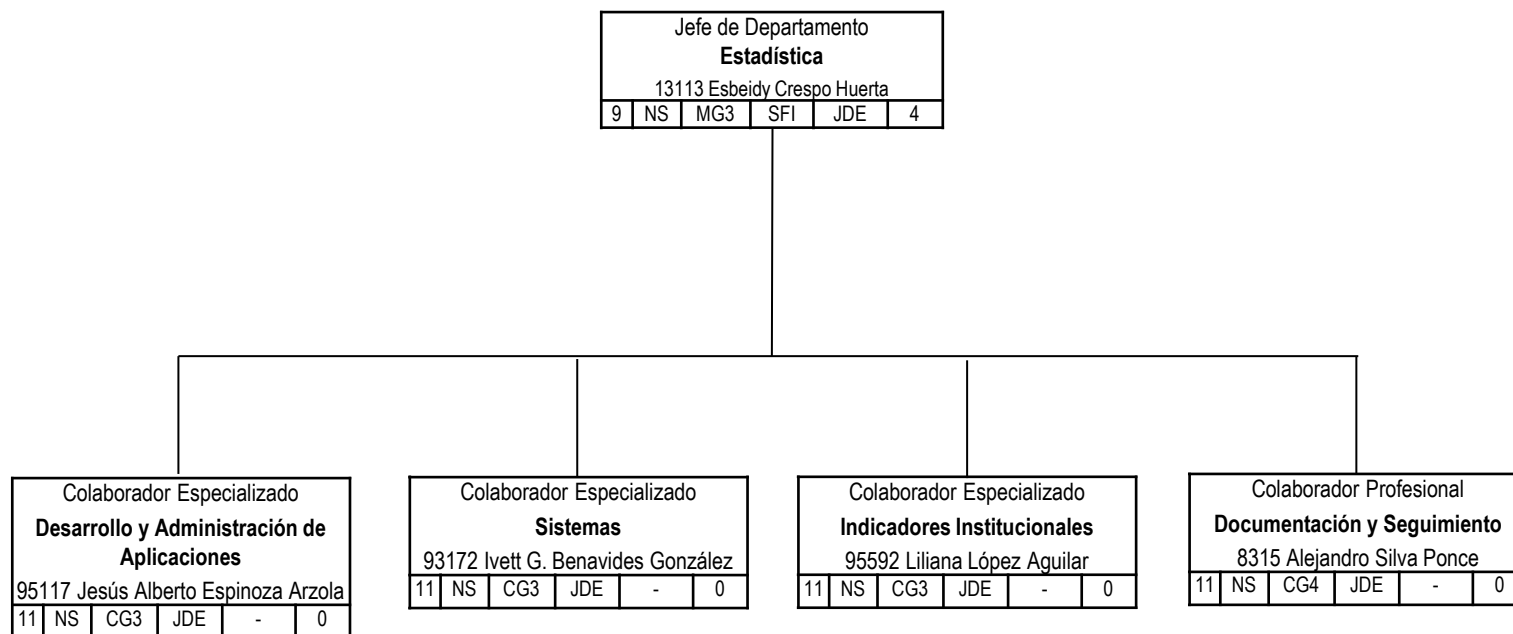 Jefe de Departamento
Estadística
13113 Esbeidy Crespo Huerta
9 NS MG3 SFI JDE 4
Colaborador Especializado
Desarrollo y Administración de
Aplicaciones
95117 Jesús Alberto Espinoza Arzola
11 NS CG3 JDE - 0
Colaborador Especializado
Sistemas
93172 Ivett G. Benavides González
11 NS CG3 JDE - 0
Colaborador Especializado
Indicadores Institucionales
95592 Liliana López Aguilar
11 NS CG3 JDE - 0
Colaborador Profesional
Documentación y Seguimiento
8315 Alejandro Silva Ponce
11 NS CG4 JDE - 0